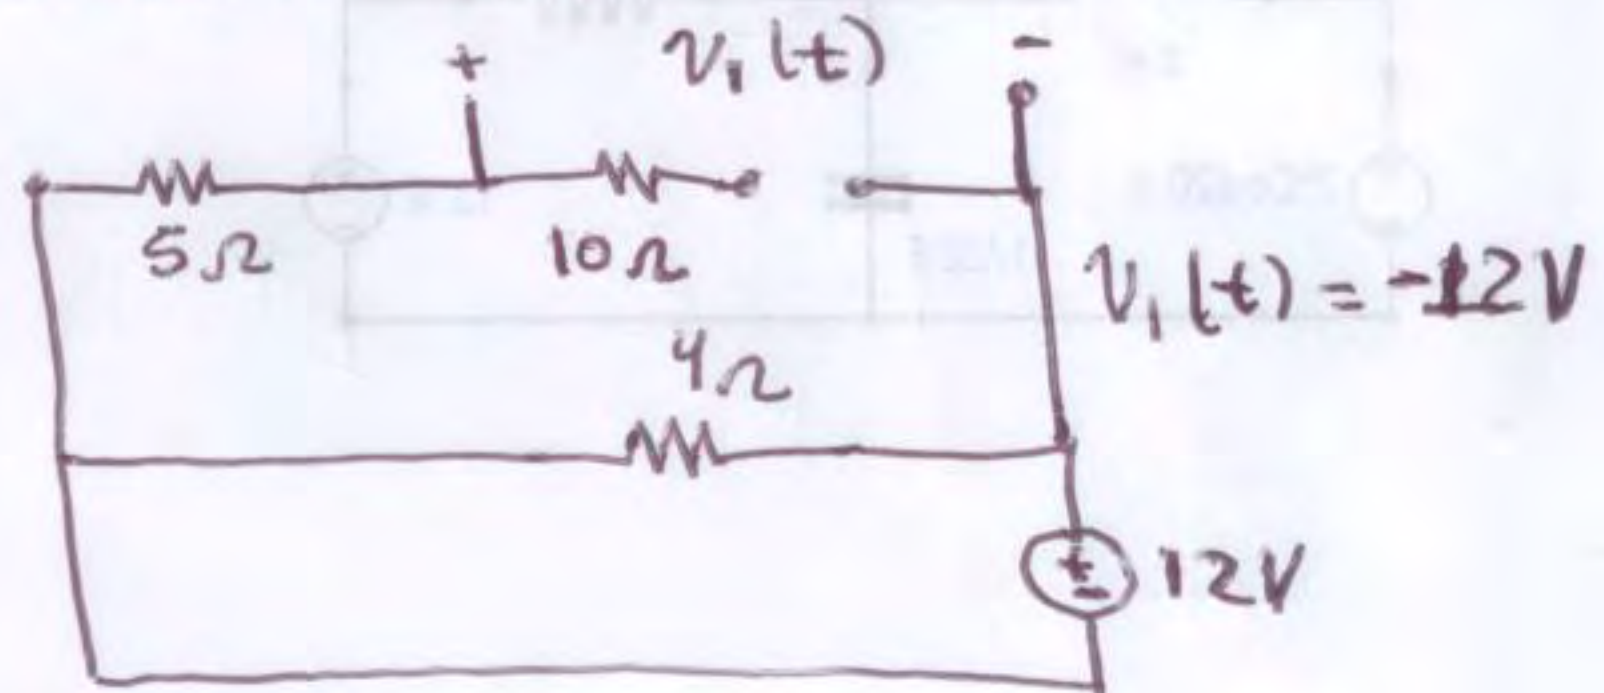 + v₁(t) -
5Ω 10Ω
v₁(t) = -12V
4Ω
+
- 12V